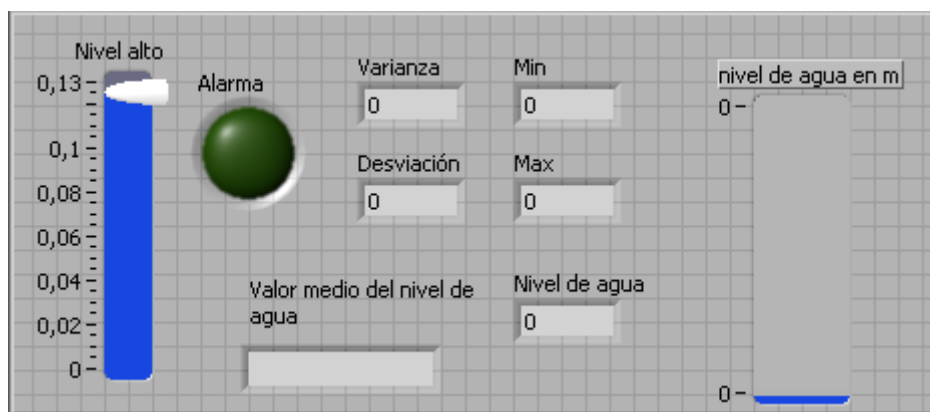 Nivel alto
0,13
0,1
0,08
0,06
0,04
0,02
0
Alarma
Varianza
0
Min
0
Desviación
0
Max
0
Valor medio del nivel de
agua
Nivel de agua
0
nivel de agua en m
0
0